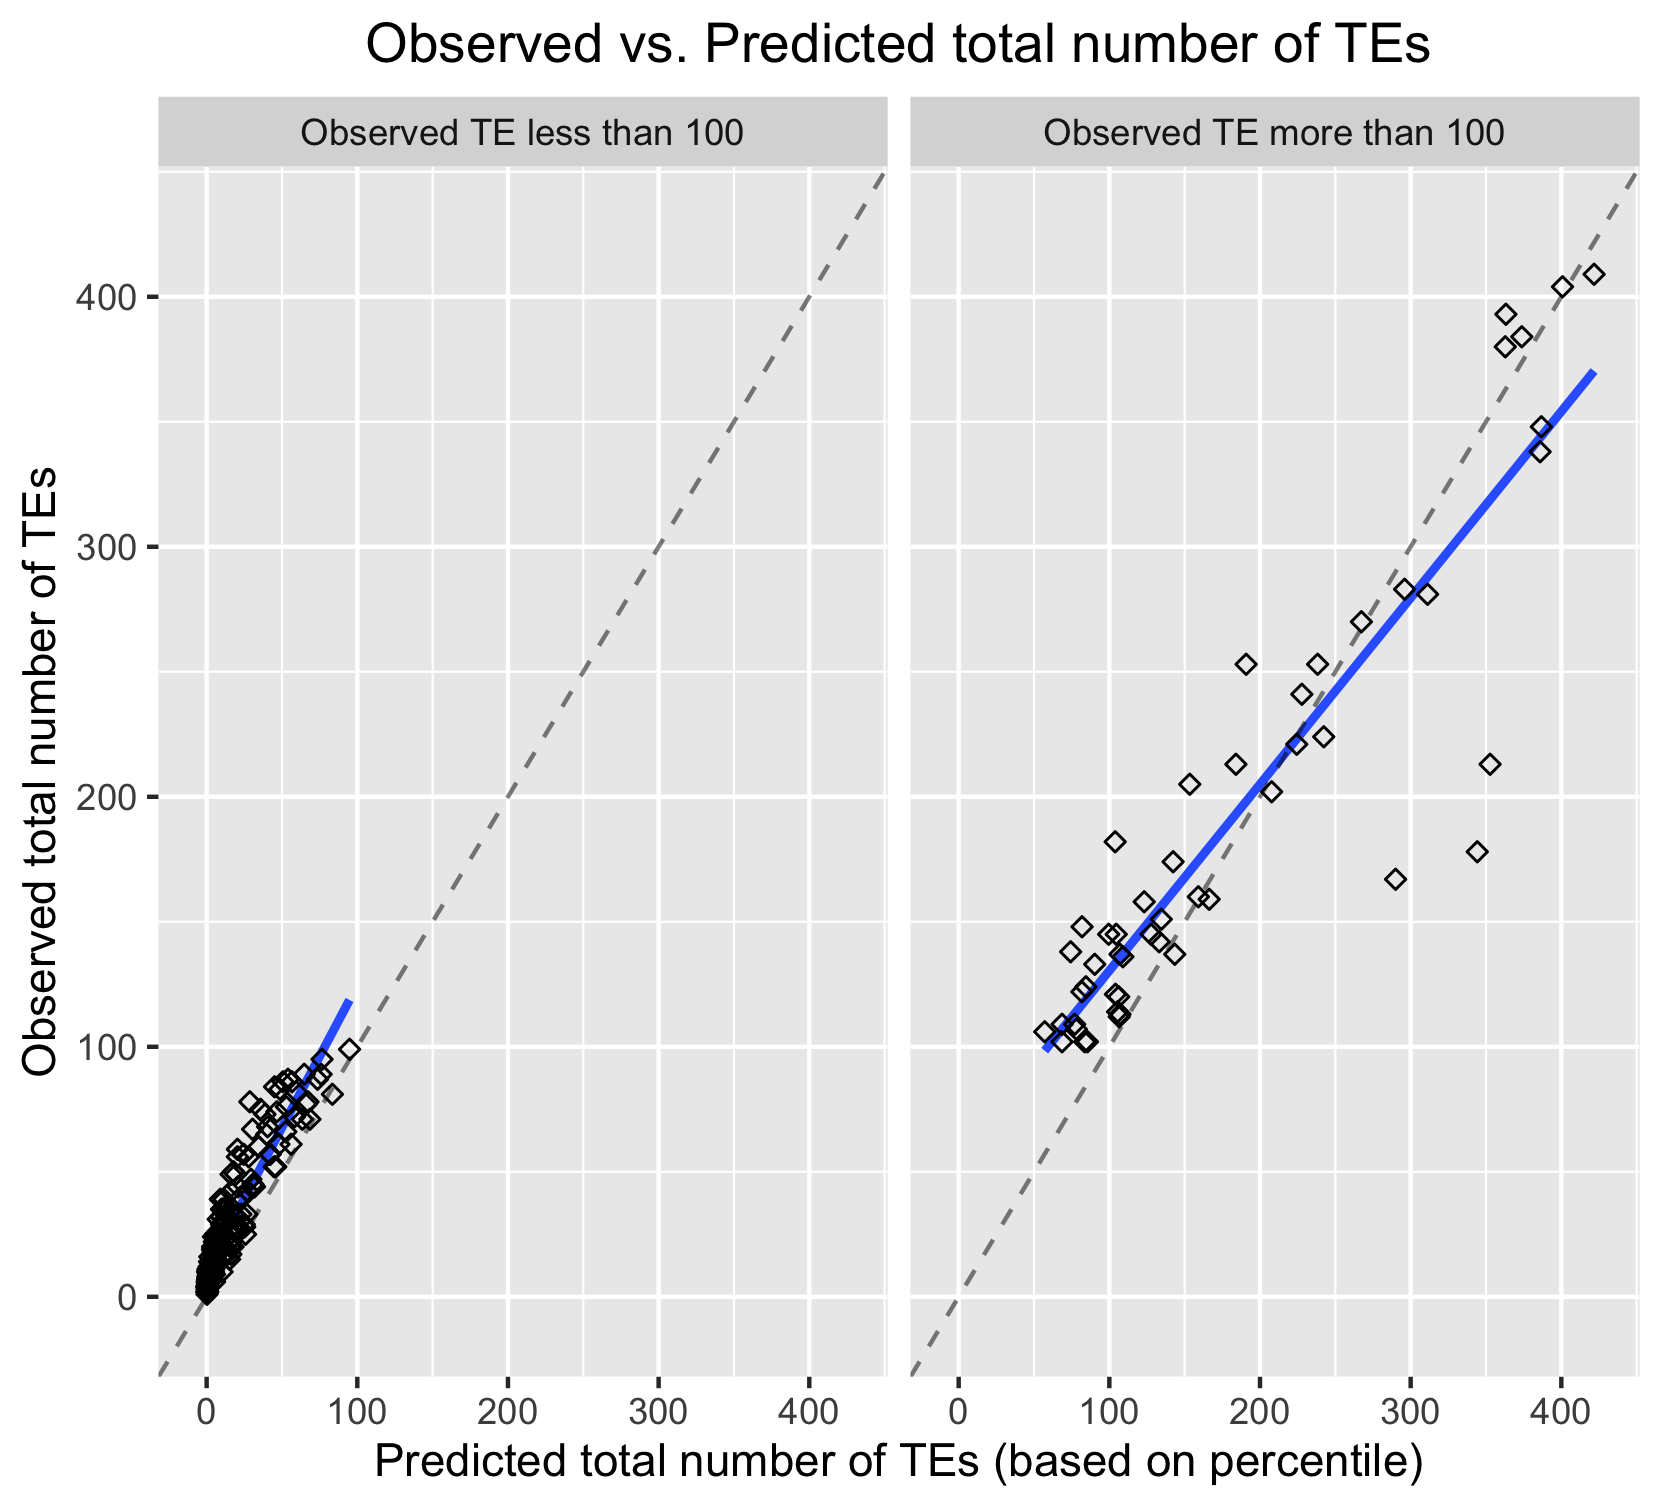 Observed vs. Predicted total number of TEs
Observed TE less than 100
Observed TE more than 100
Observed total number of TEs
400
300
200
100
0
0 100 200 300 400
0 100 200 300 400
Predicted total number of TEs (based on percentile)